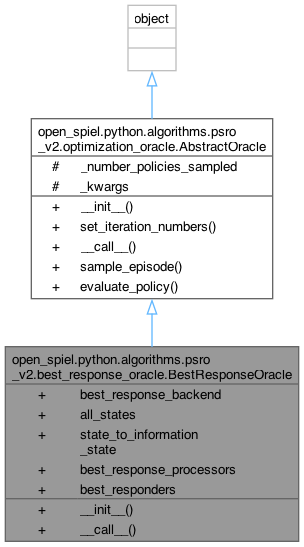 object
open_spiel.python.algorithms.psro
_v2.optimization_oracle.AbstractOracle
# _number_policies_sampled
# _kwargs
+ __init__()
+ set_iteration_numbers()
+ __call__()
+ sample_episode()
+ evaluate_policy()
open_spiel.python.algorithms.psro
_v2.best_response_oracle.BestResponseOracle
+ best_response_backend
+ all_states
+ state_to_information
_state
+ best_response_processors
+ best_responders
+ __init__()
+ __call__()